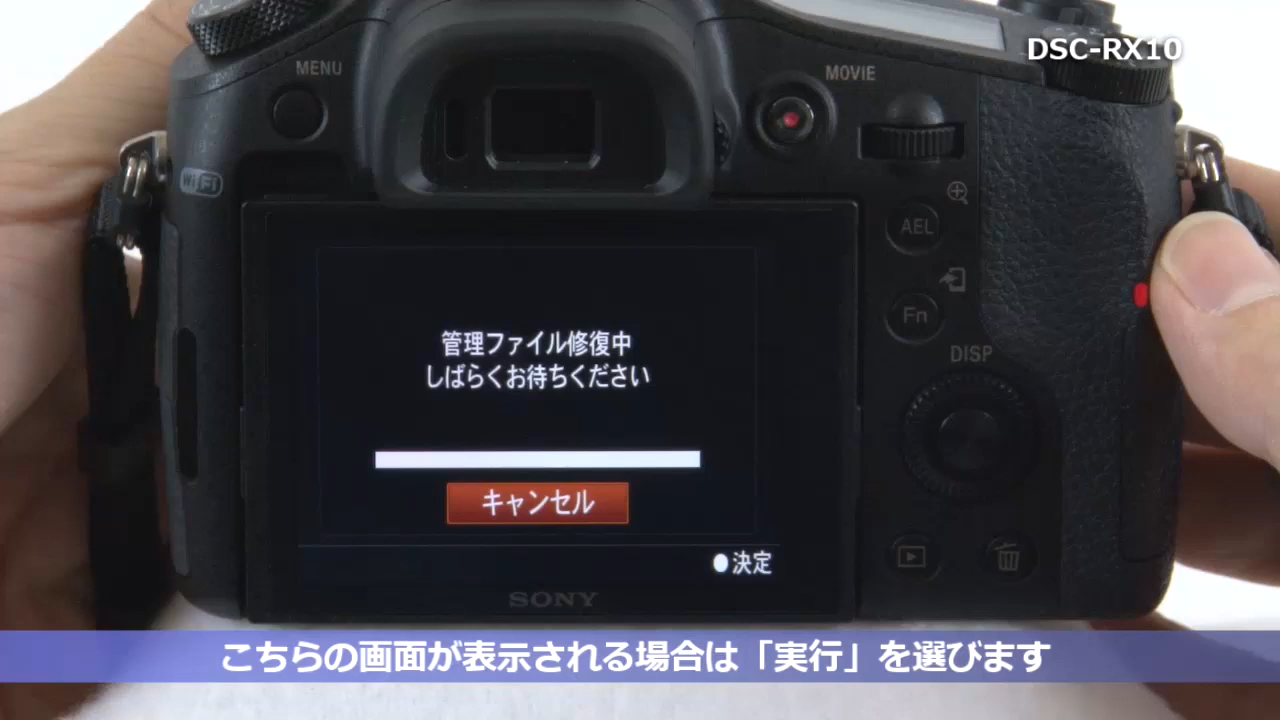 DSC-RX10
MENU
MOVIE
Wi Fi
AEL
Fn
DISP
管理ファイル修復中
しばらくお待ちください
キャンセル
●決定
SONY
こちらの画面が表示される場合は「実行」を選びます